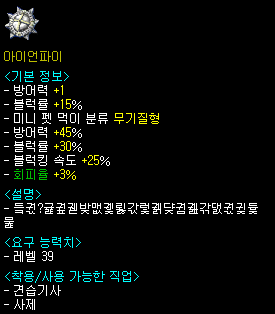 아이언파이
<기본 정보>
- 방어력 +1
- 블럭률 +15%
- 미니 펫 먹이 분류 무기질형
- 방어력 +45%
- 블럭률 +30%
- 블럭킹 속도 +25%
- 회피율 +3%
<설명>
물
<요구 능력치>
- 레벨 39
<착용/사용 가능한 직업>
- 견습기사
- 사제